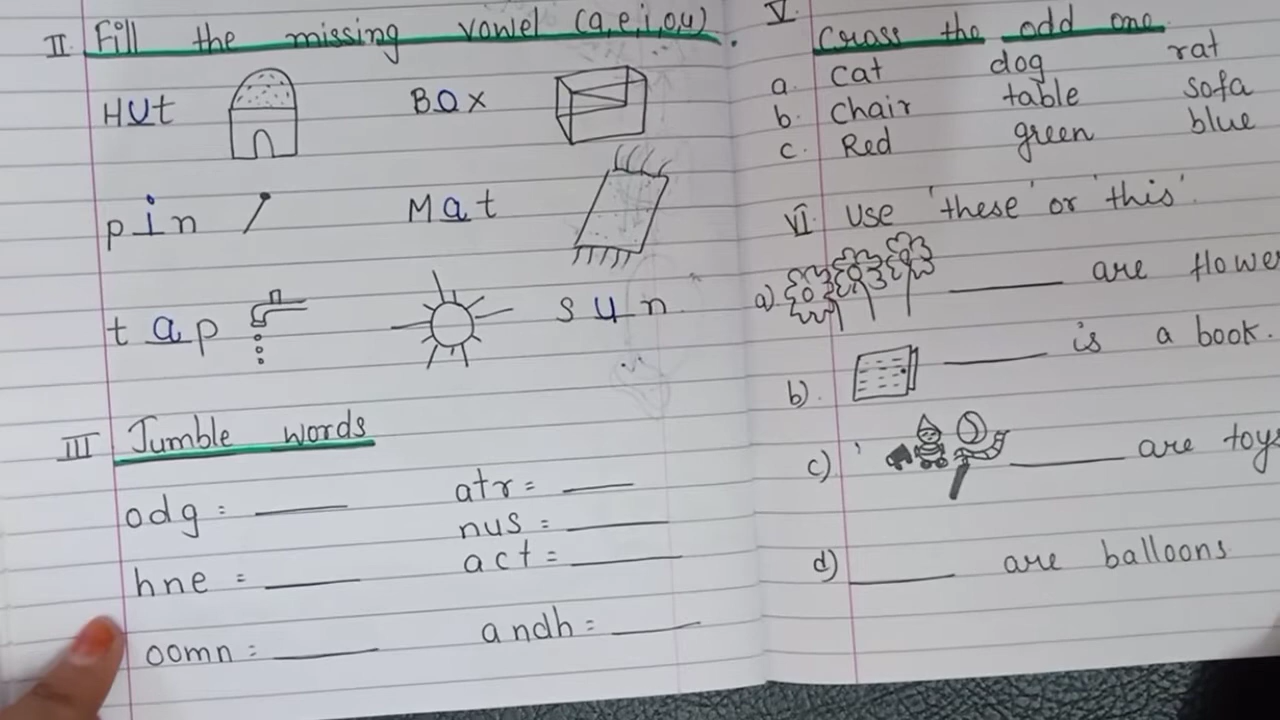 II Fill the missing vowel (a,e,i,o,u).
Hut Box
pin Mat
tap sun
III Jumble words
odg = ____ atr = ____
nus = ____
hne = ____ act = ____
oomn = ____ andh = ____
V. Cross the odd one
a. Cat dog rat
b. Chair table sofa
c. Red green blue
VI. Use 'these' or 'this'.
a) ____ are flowe
b). ____ is a book.
c) ____ are toys
d) ____ are balloons